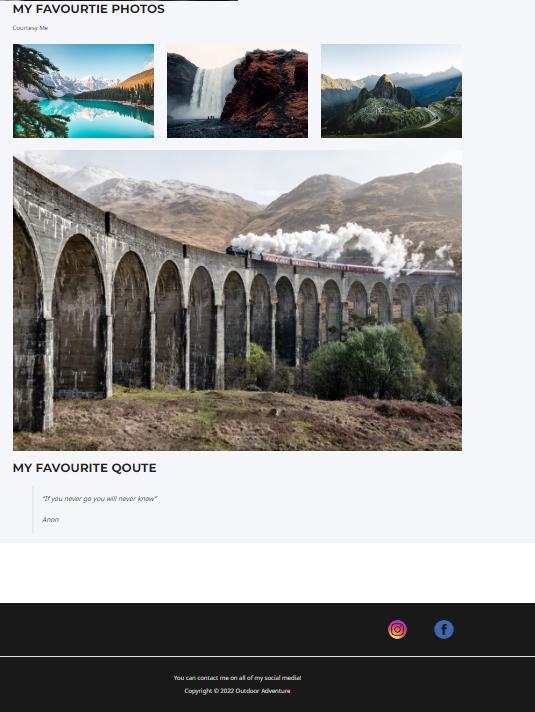 MY FAVOURTIE PHOTOS
Courtesy Me
MY FAVOURITE QOUTE
"If you never go you will never know"
Anon
You can contact me on all of my social media!
Copyright © 2022 Outdoor Adventure